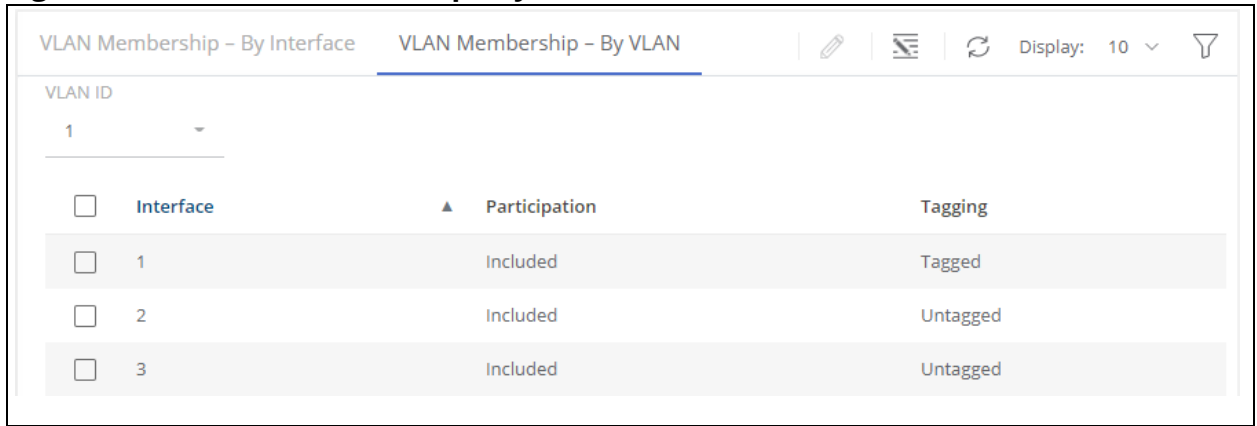 VLAN Membership – By Interface VLAN Membership – By VLAN Display: 10
VLAN ID
1
Interface ▲ Participation Tagging
1 Included Tagged
2 Included Untagged
3 Included Untagged